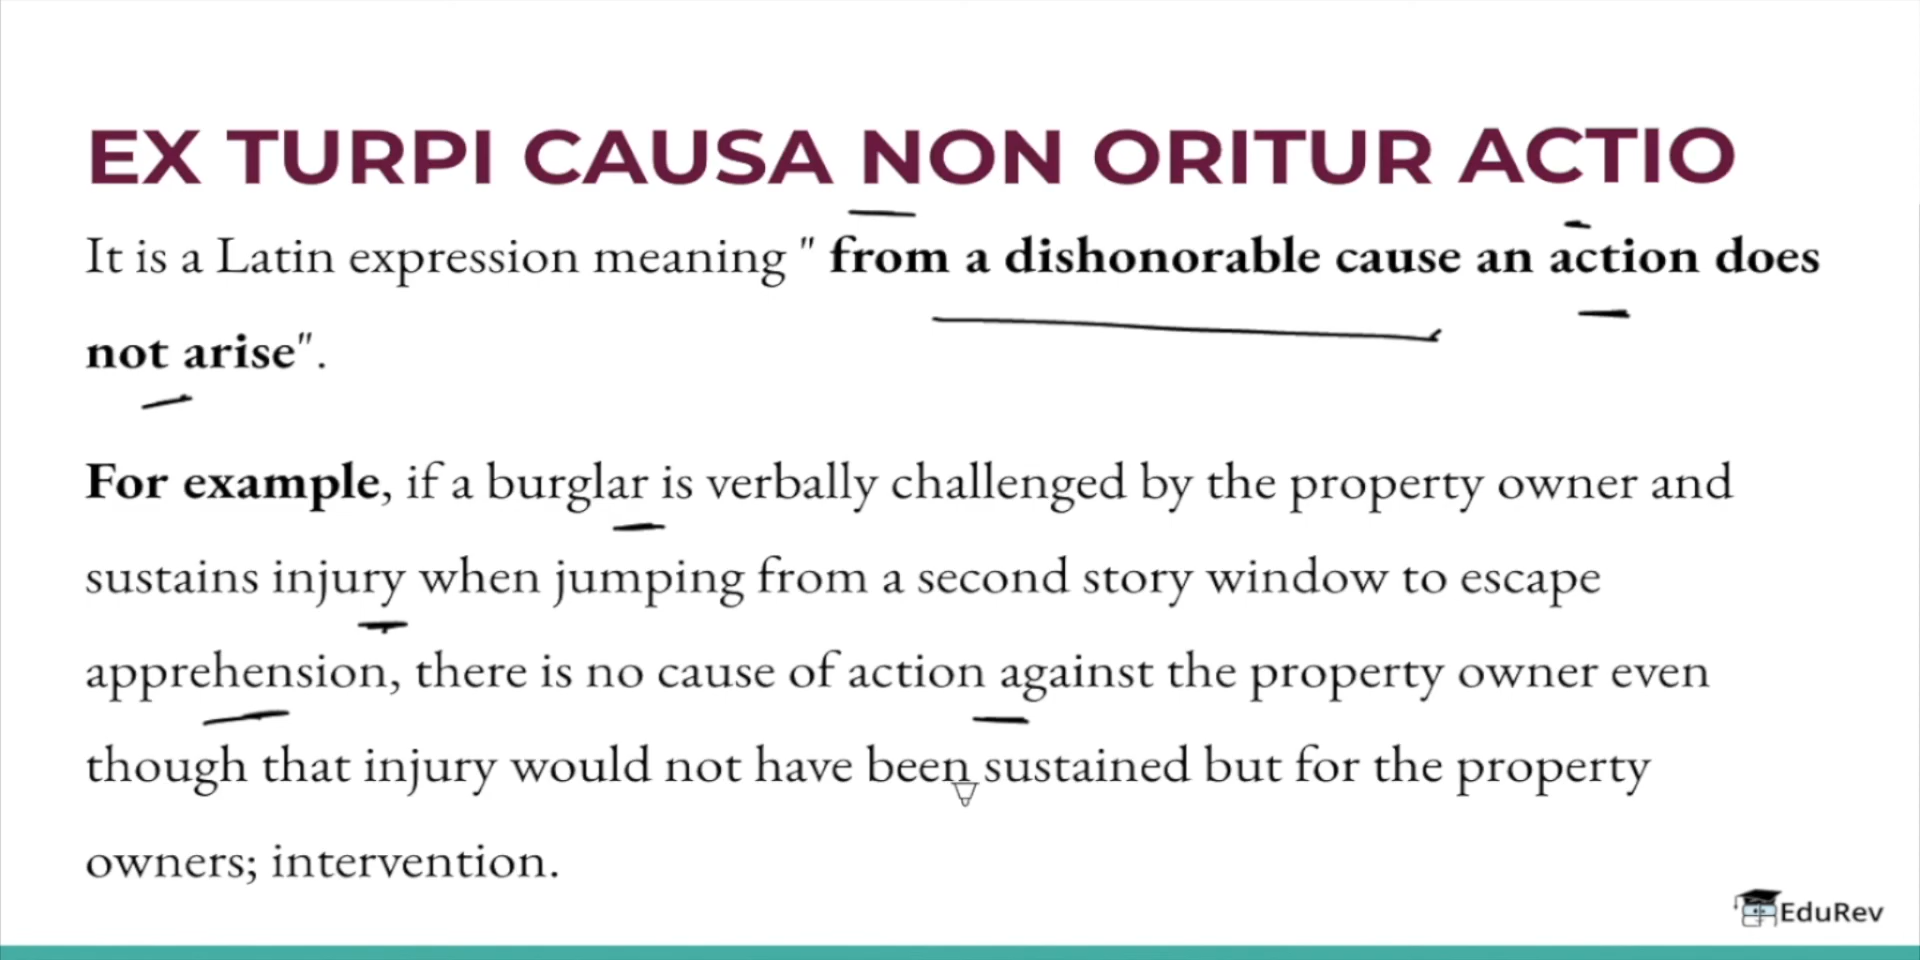 EX TURPI CAUSA NON ORITUR ACTIO
It is a Latin expression meaning " from a dishonorable cause an action does
not arise".
For example, if a burglar is verbally challenged by the property owner and
sustains injury when jumping from a second story window to escape
apprehension, there is no cause of action against the property owner even
though that injury would not have been sustained but for the property
owners; intervention.
EduRev